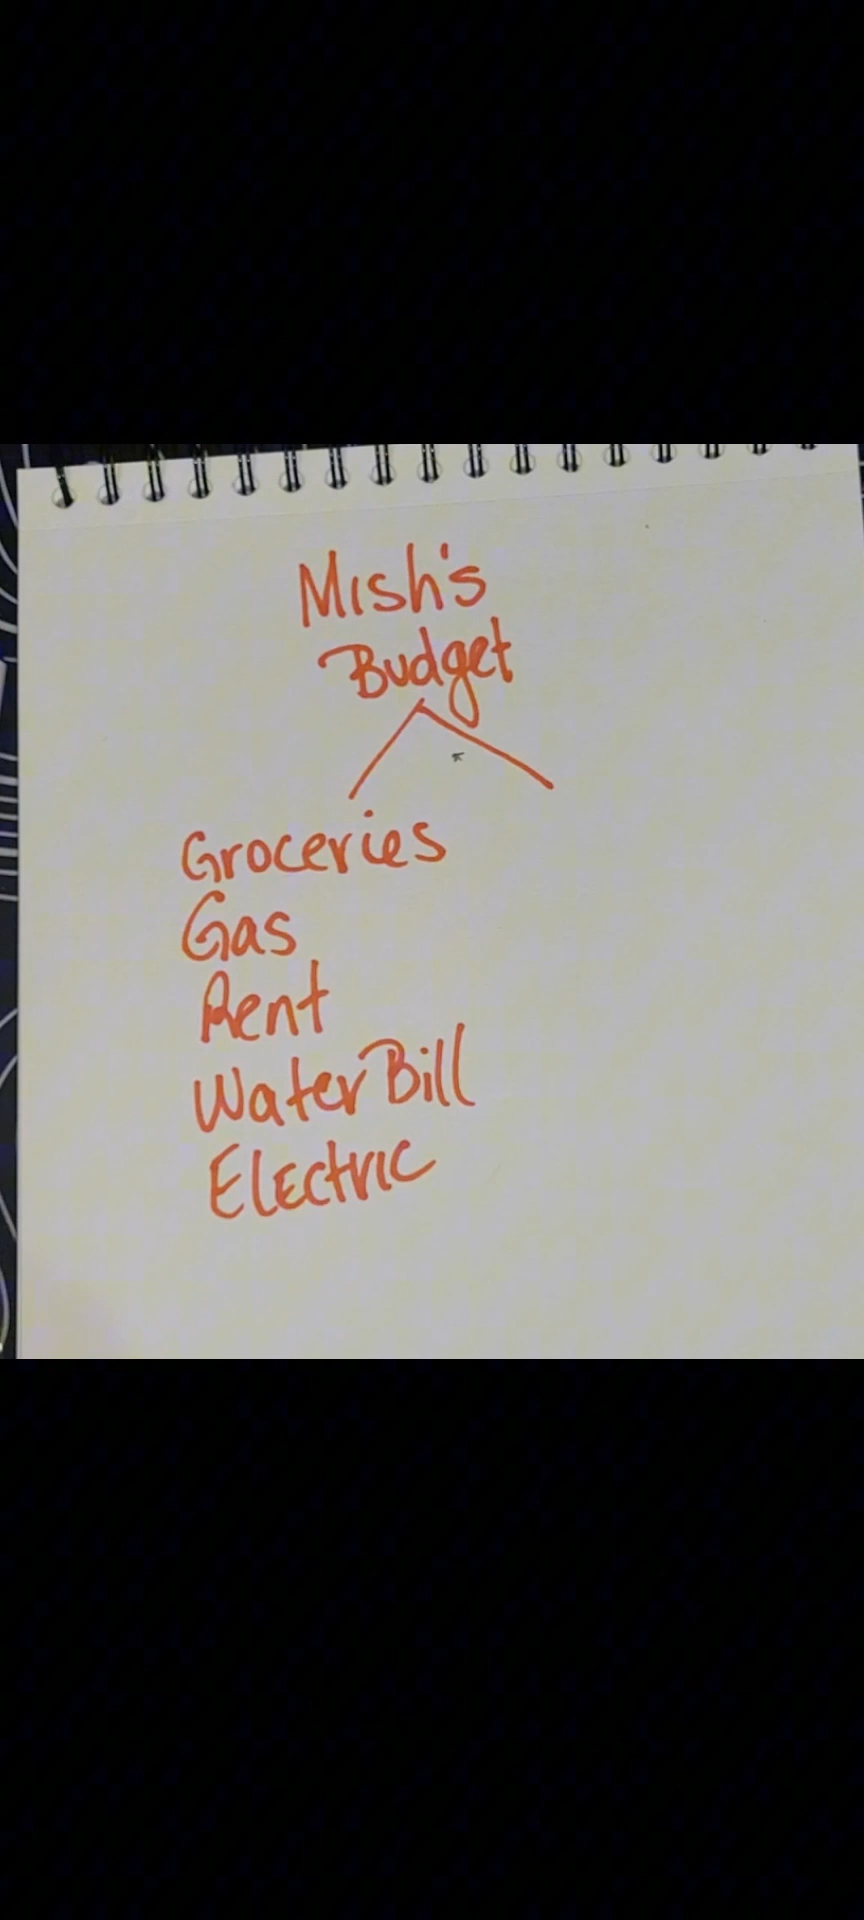 Mish's
Budget
Groceries
Gas
Rent
Water Bill
Electric